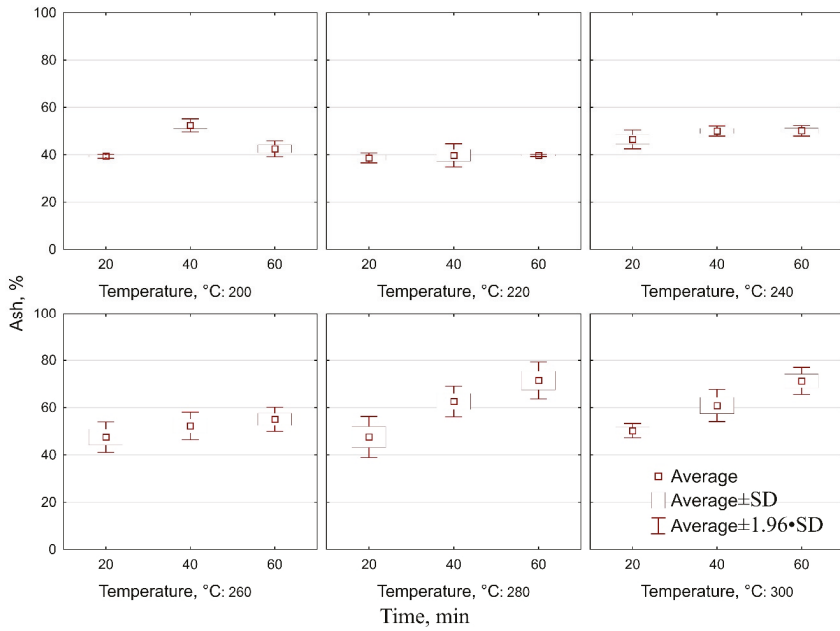 100
80
60
40
20
0
20 40 60
Temperature, °C: 200
20 40 60
Temperature, °C: 220
20 40 60
Temperature, °C: 240
Ash, %
100
80
60
40
20
0
20 40 60
Temperature, °C: 260
20 40 60
Temperature, °C: 280
Average
Average±SD
Average±1.96•SD
20 40 60
Temperature, °C: 300
Time, min